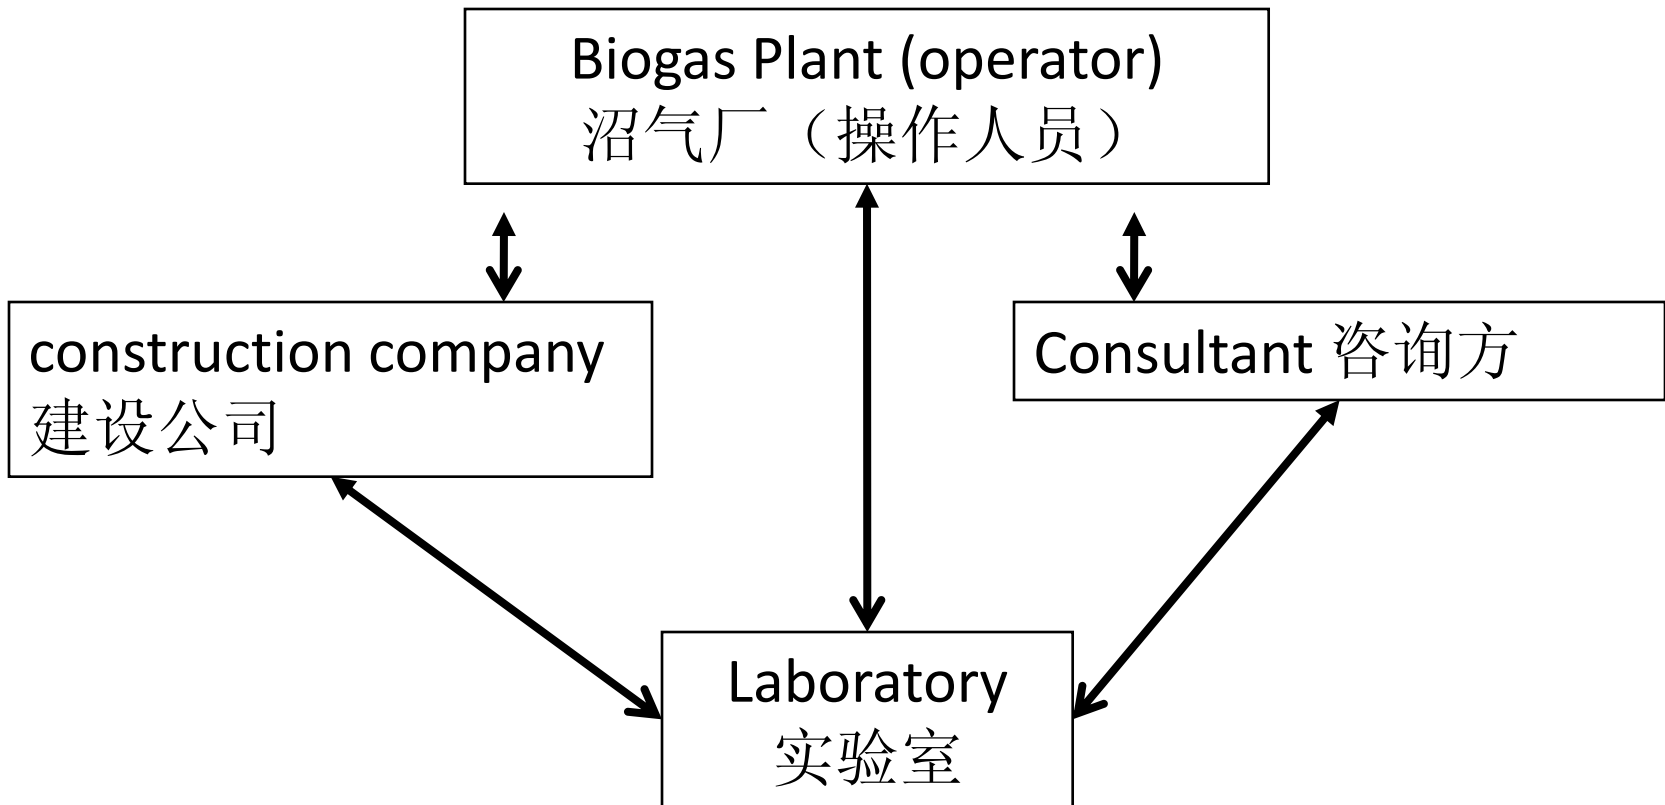 Biogas Plant (operator)
沼气厂（操作人员）
construction company
建设公司
Consultant 咨询方
Laboratory
实验室